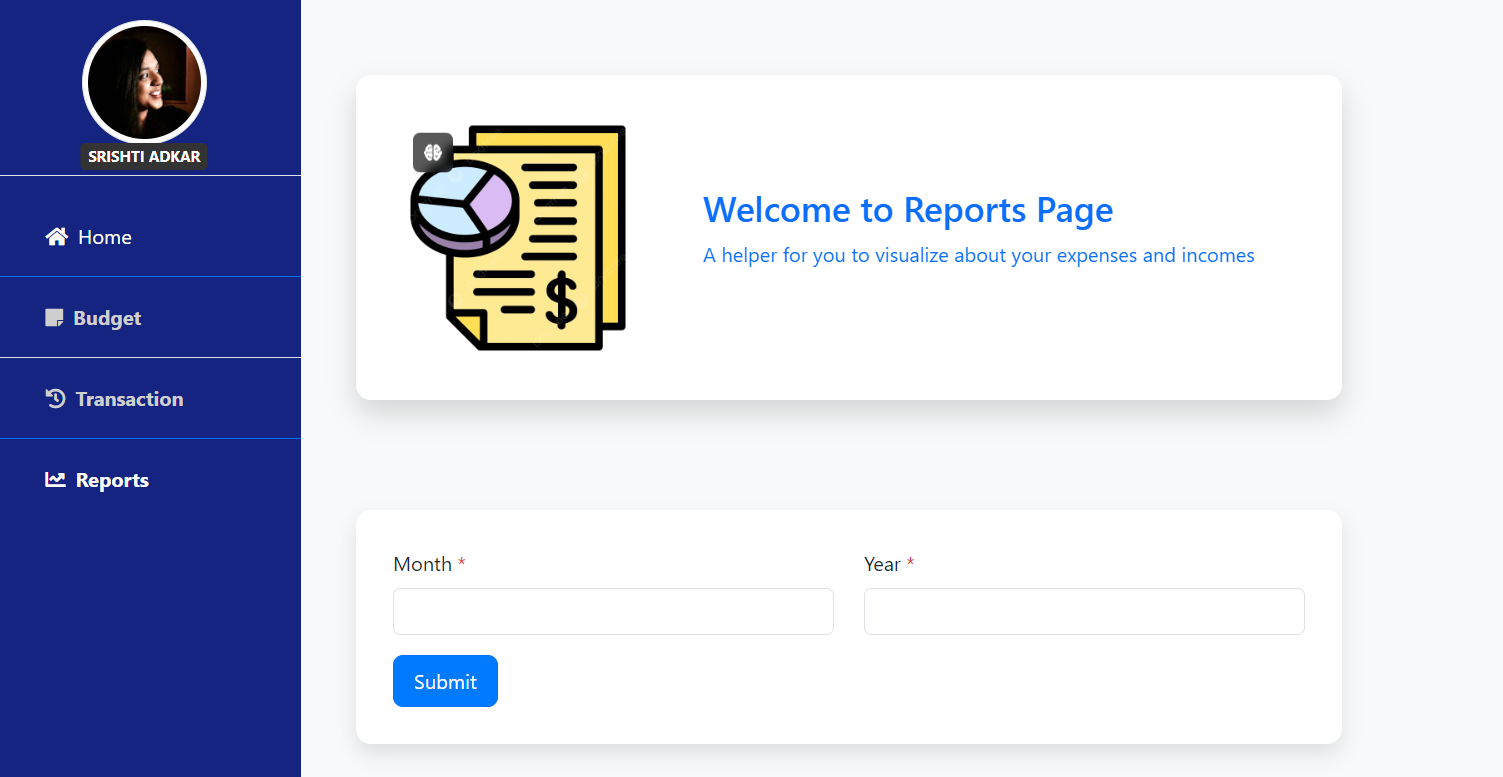 SRISHTI ADKAR
Home
Budget
Transaction
Reports
Welcome to Reports Page
A helper for you to visualize about your expenses and incomes
$
Month *
Year *
Submit